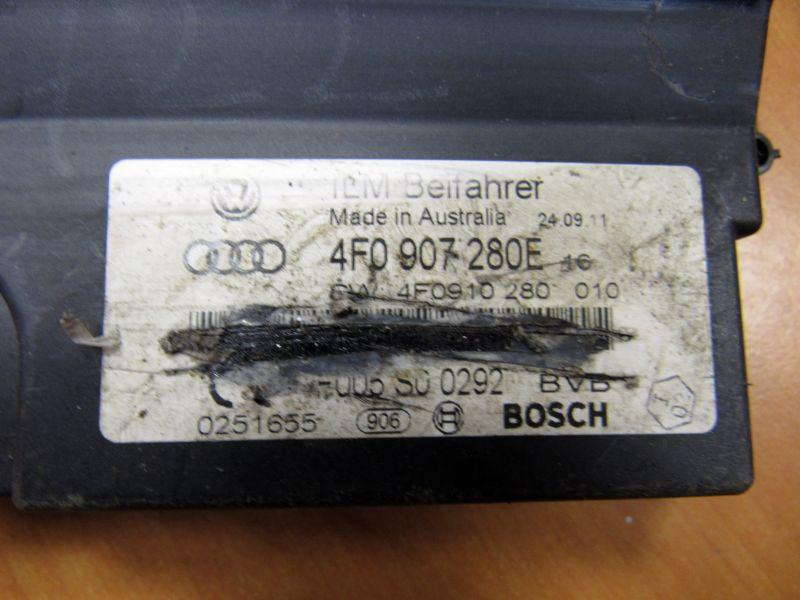 ILM Beifahrer
Made in Australia 24.09.11
4F0 907 280E 16
SW: 4F0910 280 010
F005 S0 0292 BVB
0251655 906 BOSCH